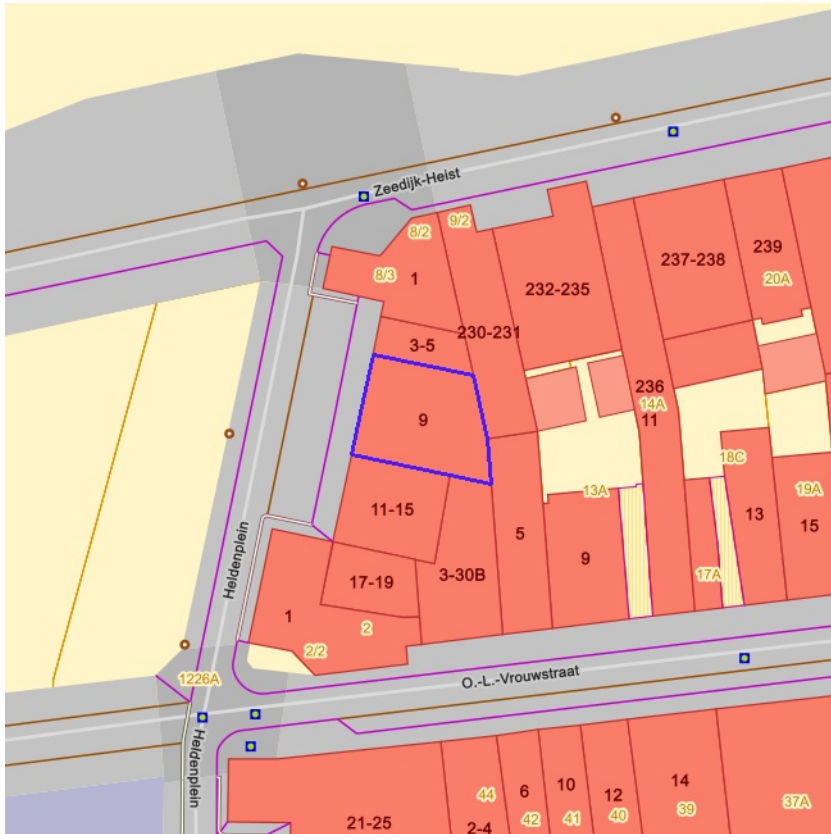 Zeedijk-Heist
8/2
9/2
8/3
1
239
237-238
20A
232-235
230-231
3-5
236
14A
11
9
18C
13A
19A
11-15
5
9
13
15
17-19
3-30B
17A
Heldenplein
1
2
2/2
1226A
O.-L.-Vrouwstraat
Heldenplein
14
10
6
12
44
42
41
40
39
37A
21-25
2-4